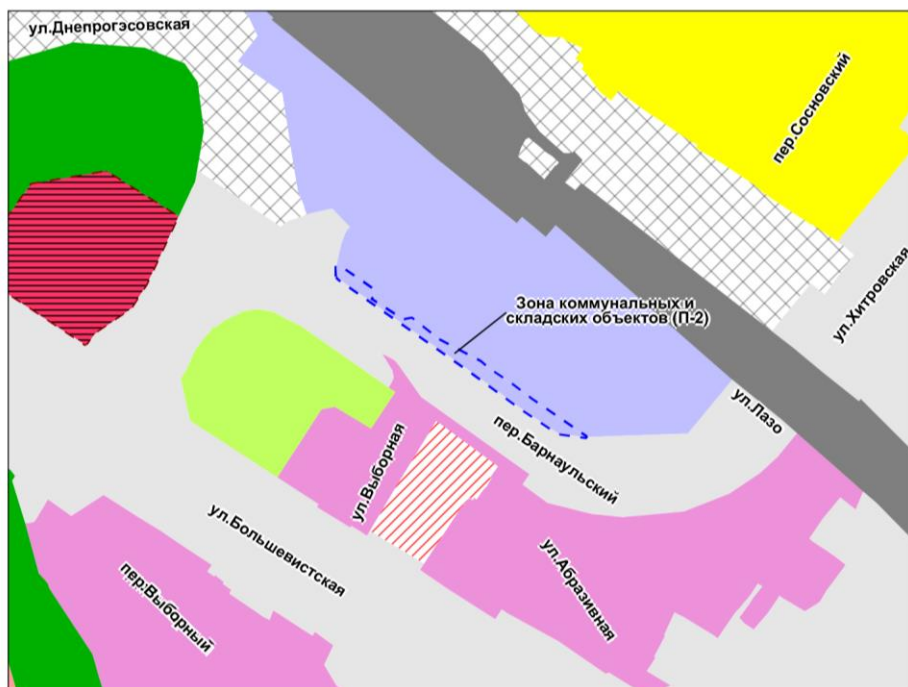 ул.Днепрогэсовская
пер.Сосновский
ул.Хитровская
Зона коммунальных и
складских объектов (П-2)
ул.Лазо
пер.Барнаульский
ул.Выборная
ул.Большевистская
ул.Абразивная
пер.Выборный